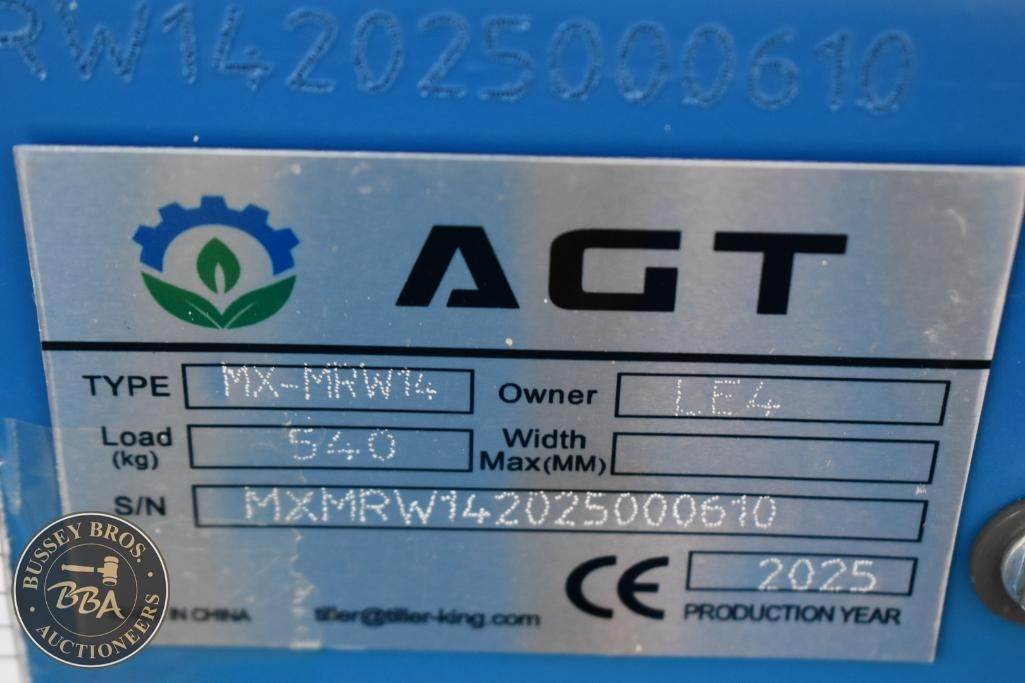 RW142025000610
AGT
TYPE MX-MRW14 Owner LE4
Load (kg) 540 Width Max(MM)
S/N MXMRW142025000610
CE 2025
IN CHINA tiller@tiller-king.com PRODUCTION YEAR
BUSSEY BROS.
BBA
AUCTIONEERS